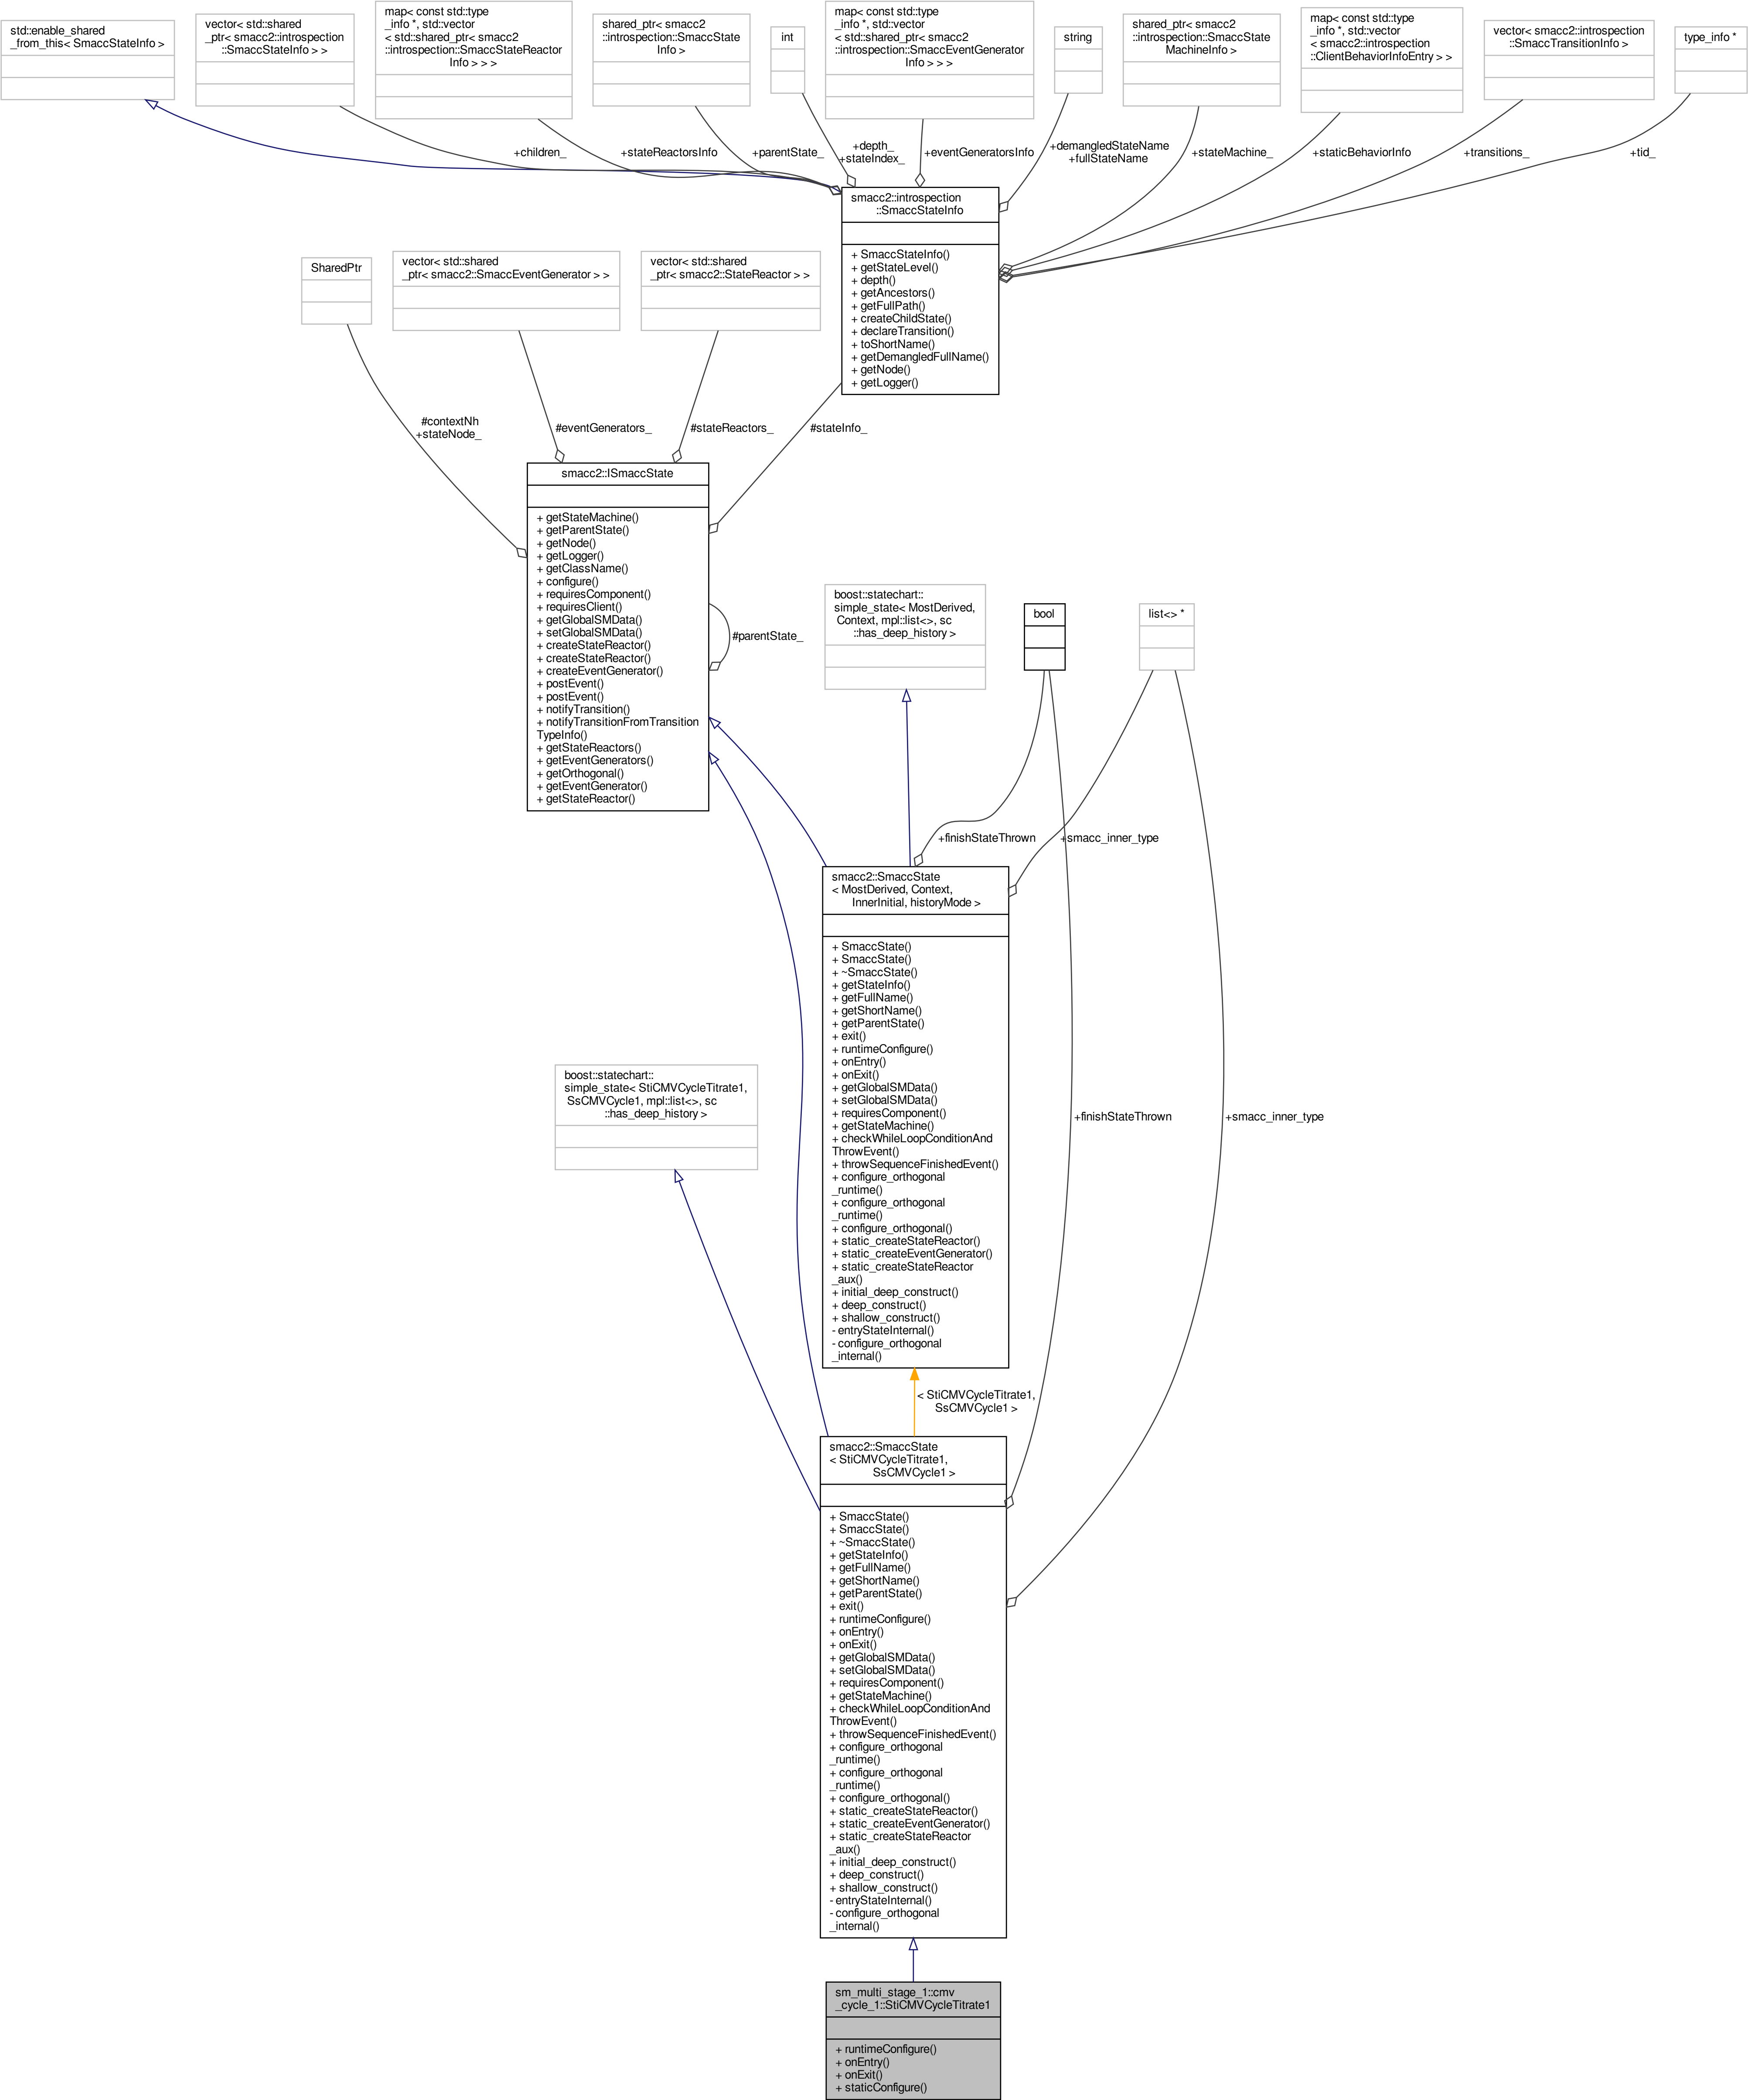 std::enable_shared
_from_this< SmaccStateInfo >
vector< std::shared
_ptr< smacc2::introspection
::SmaccStateInfo > >
map< const std::type
_info *, std::vector
< std::shared_ptr< smacc2
::introspection::SmaccStateReactor
Info > > >
shared_ptr< smacc2
::introspection::SmaccState
Info >
int
map< const std::type
_info *, std::vector
< std::shared_ptr< smacc2
::introspection::SmaccEventGenerator
Info > > >
string
shared_ptr< smacc2
::introspection::SmaccState
MachineInfo >
map< const std::type
_info *, std::vector
< smacc2::introspection
::ClientBehaviorInfoEntry > >
vector< smacc2::introspection
::SmaccTransitionInfo >
type_info *
+children_
+stateReactorsInfo
+parentState_
+depth_
+stateIndex_
+eventGeneratorsInfo
+demangledStateName
+fullStateName
+stateMachine_
+staticBehaviorInfo
+transitions_
+tid_
smacc2::introspection
::SmaccStateInfo
+ SmaccStateInfo()
+ getStateLevel()
+ depth()
+ getAncestors()
+ getFullPath()
+ createChildState()
+ declareTransition()
+ toShortName()
+ getDemangledFullName()
+ getNode()
+ getLogger()
SharedPtr
vector< std::shared
_ptr< smacc2::SmaccEventGenerator > >
vector< std::shared
_ptr< smacc2::StateReactor > >
#contextNh
+stateNode_
#eventGenerators_
#stateReactors_
#stateInfo_
smacc2::ISmaccState
+ getStateMachine()
+ getParentState()
+ getNode()
+ getLogger()
+ getClassName()
+ configure()
+ requiresComponent()
+ requiresClient()
+ getGlobalSMData()
+ setGlobalSMData()
+ createStateReactor()
+ createStateReactor()
+ createEventGenerator()
+ postEvent()
+ postEvent()
+ notifyTransition()
+ notifyTransitionFromTransition
TypeInfo()
+ getStateReactors()
+ getEventGenerators()
+ getOrthogonal()
+ getEventGenerator()
+ getStateReactor()
#parentState_
boost::statechart::
simple_state< MostDerived,
Context, mpl::list<>, sc
::has_deep_history >
bool
list<> *
+finishStateThrown
+smacc_inner_type
smacc2::SmaccState
< MostDerived, Context,
InnerInitial, historyMode >
+ SmaccState()
+ SmaccState()
+ ~SmaccState()
+ getStateInfo()
+ getFullName()
+ getShortName()
+ getParentState()
+ exit()
+ runtimeConfigure()
+ onEntry()
+ onExit()
+ getGlobalSMData()
+ setGlobalSMData()
+ requiresComponent()
+ getStateMachine()
+ checkWhileLoopConditionAnd
ThrowEvent()
+ throwSequenceFinishedEvent()
+ configure_orthogonal
_runtime()
+ configure_orthogonal
_runtime()
+ configure_orthogonal()
+ static_createStateReactor()
+ static_createEventGenerator()
+ static_createStateReactor
_aux()
+ initial_deep_construct()
+ deep_construct()
+ shallow_construct()
- entryStateInternal()
- configure_orthogonal
_internal()
boost::statechart::
simple_state< StiCMVCycleTitrate1,
SsCMVCycle1, mpl::list<>, sc
::has_deep_history >
+finishStateThrown
+smacc_inner_type
< StiCMVCycleTitrate1,
SsCMVCycle1 >
smacc2::SmaccState
< StiCMVCycleTitrate1,
SsCMVCycle1 >
+ SmaccState()
+ SmaccState()
+ ~SmaccState()
+ getStateInfo()
+ getFullName()
+ getShortName()
+ getParentState()
+ exit()
+ runtimeConfigure()
+ onEntry()
+ onExit()
+ getGlobalSMData()
+ setGlobalSMData()
+ requiresComponent()
+ getStateMachine()
+ checkWhileLoopConditionAnd
ThrowEvent()
+ throwSequenceFinishedEvent()
+ configure_orthogonal
_runtime()
+ configure_orthogonal
_runtime()
+ configure_orthogonal()
+ static_createStateReactor()
+ static_createEventGenerator()
+ static_createStateReactor
_aux()
+ initial_deep_construct()
+ deep_construct()
+ shallow_construct()
- entryStateInternal()
- configure_orthogonal
_internal()
sm_multi_stage_1::cmv
_cycle_1::StiCMVCycleTitrate1
+ runtimeConfigure()
+ onEntry()
+ onExit()
+ staticConfigure()